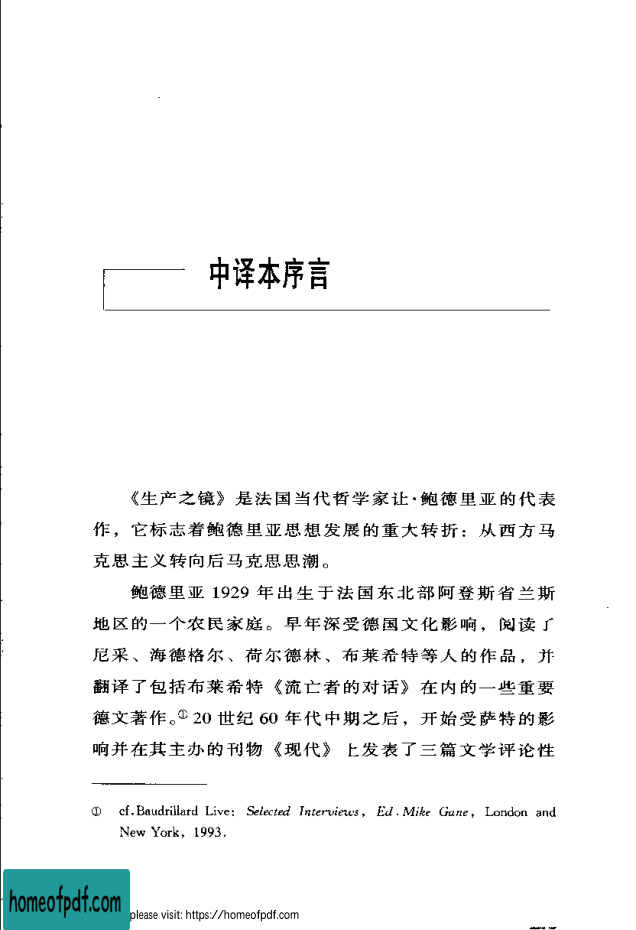 中译本序言
《生产之镜》是法国当代哲学家让·鲍德里亚的代表
作，它标志着鲍德里亚思想发展的重大转折：从西方马
克思主义转向后马克思思潮。
鲍德里亚 1929 年出生于法国东北部阿登斯省兰斯
地区的一个农民家庭。早年深受德国文化影响，阅读了
尼采、海德格尔、荷尔德林、布莱希特等人的作品，并
翻译了包括布莱希特《流亡者的对话》在内的一些重要
德文著作。① 20 世纪 60 年代中期之后，开始受萨特的影
响并在其主办的刊物《现代》上发表了三篇文学评论性
① cf. Baudrillard Live: Selected Interviews, Ed. Mike Gane, London and
New York, 1993.
homeofpdf.com
please visit: https://homeofpdf.com